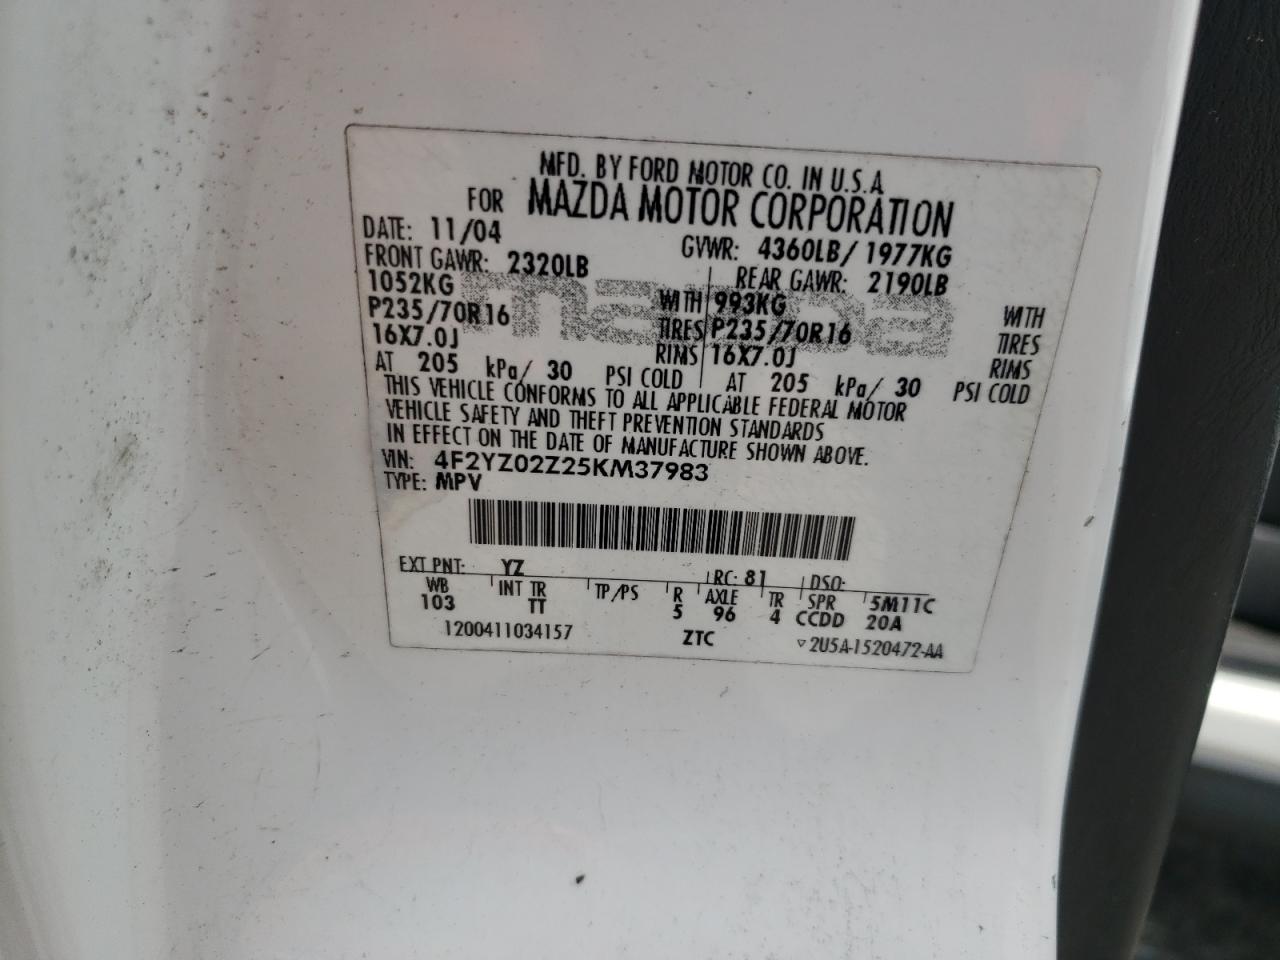 MFD. BY FORD MOTOR CO. IN U.S.A
FOR MAZDA MOTOR CORPORATION
DATE: 11/04 GVWR: 4360LB/ 1977KG
FRONT GAWR: 2320LB REAR GAWR: 2190LB
1052KG WITH 993KG WITH
P235/70R16 TIRES P235/70R16 TIRES
16X7.0J RIMS 16X7.0J RIMS
AT 205 kPa/ 30 PSI COLD AT 205 kPa/ 30 PSI COLD
THIS VEHICLE CONFORMS TO ALL APPLICABLE FEDERAL MOTOR
VEHICLE SAFETY AND THEFT PREVENTION STANDARDS
IN EFFECT ON THE DATE OF MANUFACTURE SHOWN ABOVE.
VIN: 4F2YZ02Z25KM37983
TYPE: MPV
EXT PNT: YZ RC: 81 DSO:
WB INT TR TP/PS R AXLE TR SPR 5M11C
103 TT 5 96 4 CCDD 20A
1200411034157 ZTC ▿2U5A-1520472-AA
mazda